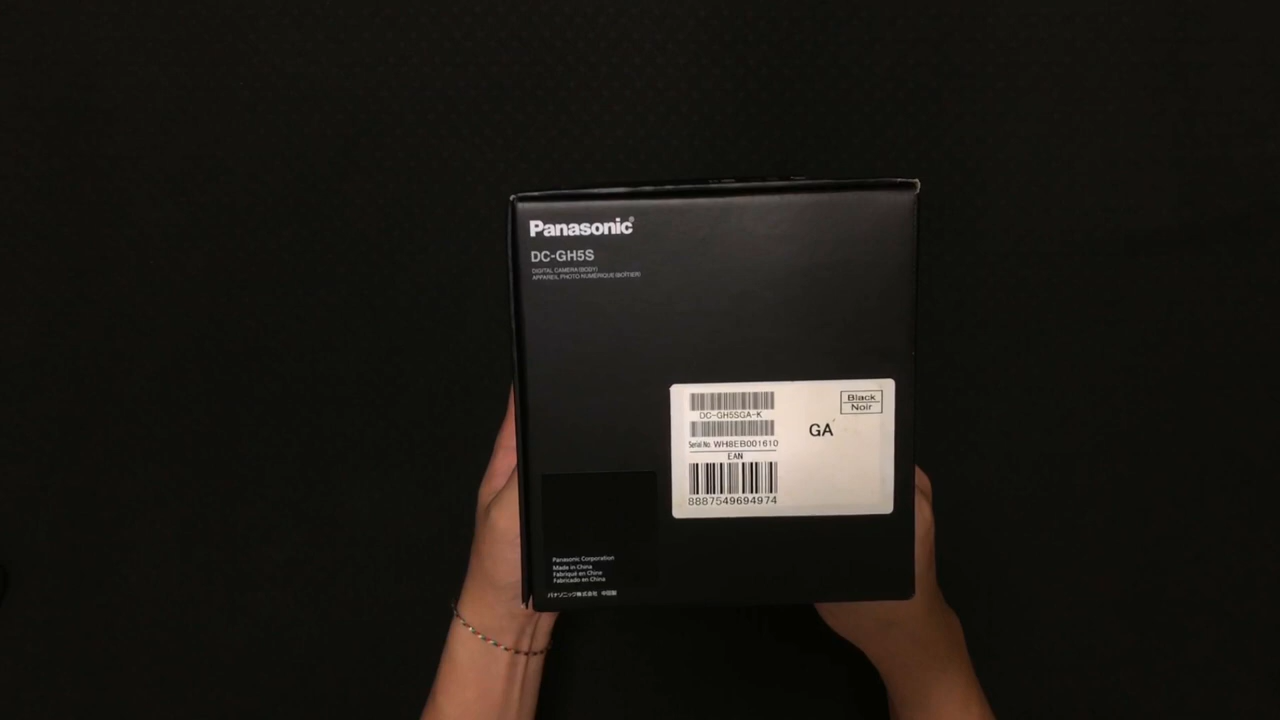 Panasonic®
DC-GH5S
DIGITAL CAMERA (BODY)
APPAREIL PHOTO NUMÉRIQUE (BOÎTIER)
DC-GH5SGA-K
Serial No. WH8EB001610
EAN
8887549694974
Black
Noir
GA
Panasonic Corporation
Made in China
Fabriqué en Chine
Fabricado en China
パナソニック株式会社 中国製